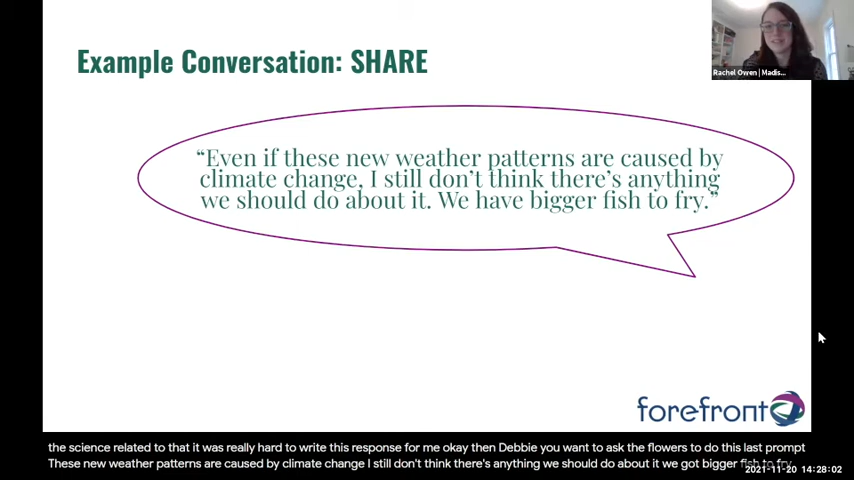 Example Conversation: SHARE
Rachel Owen | Madis...
“Even if these new weather patterns are caused by
climate change, I still don’t think there’s anything
we should do about it. We have bigger fish to fry.”
forefront
the science related to that it was really hard to write this response for me okay then Debbie you want to ask the flowers to do this last prompt
These new weather patterns are caused by climate change I still don't think there's anything we should do about it we got bigger fish to fry
2021-11-20 14:28:02